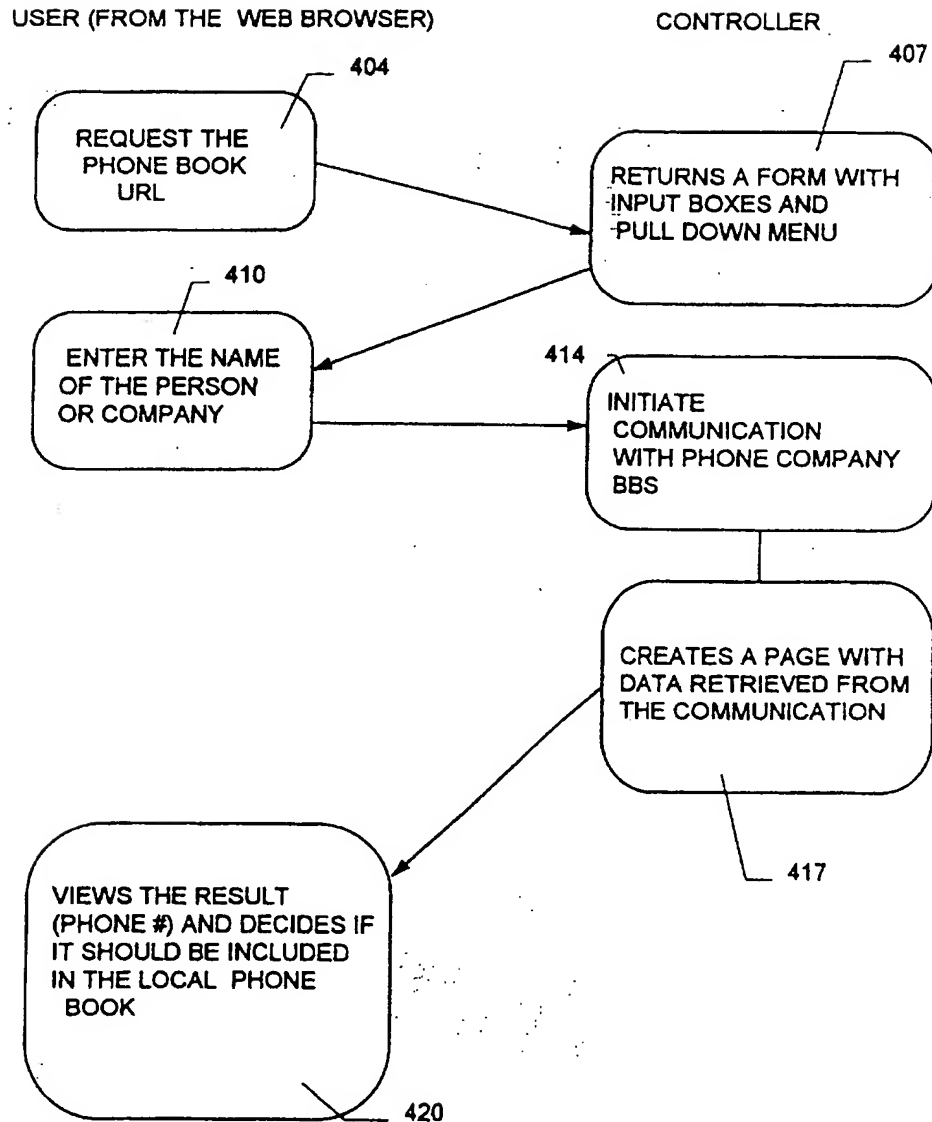 USER (FROM THE WEB BROWSER)
CONTROLLER
404
407
REQUEST THE
PHONE BOOK
URL
RETURNS A FORM WITH
INPUT BOXES AND
PULL DOWN MENU
410
414
ENTER THE NAME
OF THE PERSON
OR COMPANY
INITIATE
COMMUNICATION
WITH PHONE COMPANY
BBS
CREATES A PAGE WITH
DATA RETRIEVED FROM
THE COMMUNICATION
417
VIEWS THE RESULT
(PHONE #) AND DECIDES IF
IT SHOULD BE INCLUDED
IN THE LOCAL PHONE
BOOK
420